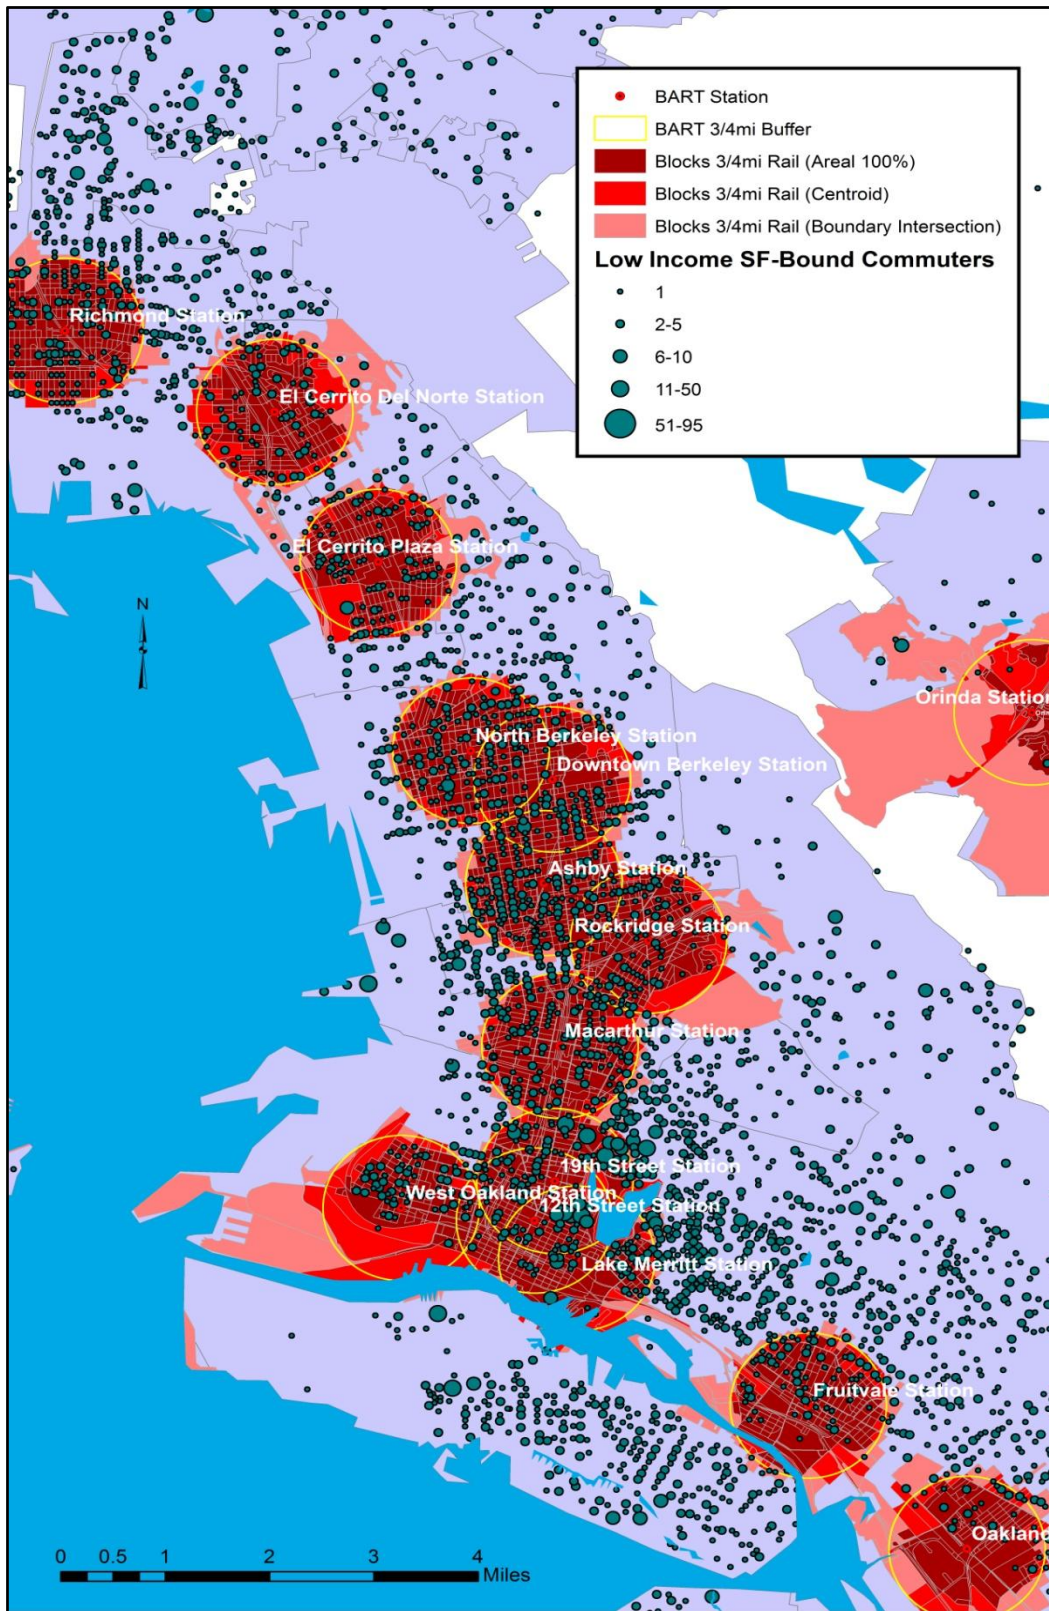 BART Station
BART 3/4mi Buffer
Blocks 3/4mi Rail (Areal 100%)
Blocks 3/4mi Rail (Centroid)
Blocks 3/4mi Rail (Boundary Intersection)
Low Income SF-Bound Commuters
1
2-5
6-10
11-50
51-95
Richmond Station
El Cerrito Del Norte Station
El Cerrito Plaza Station
N
Orinda Station
North Berkeley Station
Downtown Berkeley Station
Ashby Station
Rockridge Station
Macarthur Station
19th Street Station
West Oakland Station
12th Street Station
Lake Merritt Station
Fruitvale Station
Oakland
0 0.5 1 2 3 4
Miles